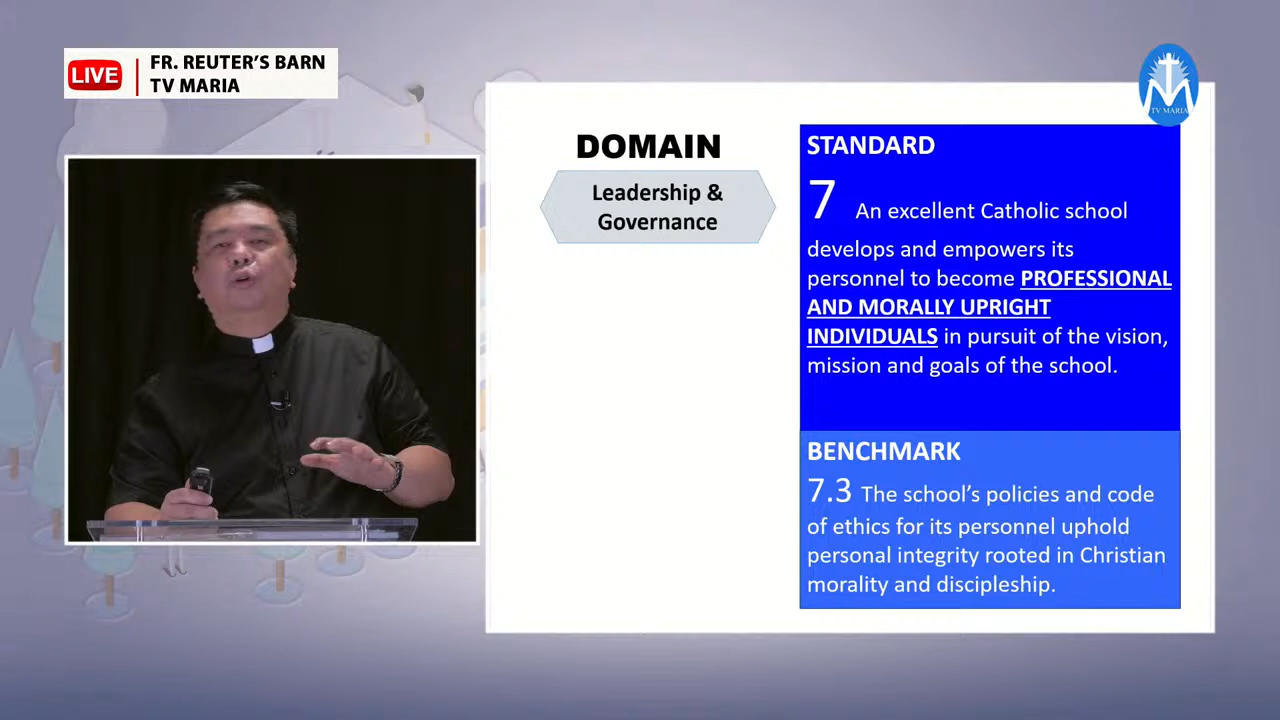 LIVE
FR. REUTER'S BARN
TV MARIA
TV MARIA
DOMAIN
Leadership &
Governance
STANDARD
7 An excellent Catholic school
develops and empowers its
personnel to become PROFESSIONAL
AND MORALLY UPRIGHT
INDIVIDUALS in pursuit of the vision,
mission and goals of the school.
BENCHMARK
7.3 The school's policies and code
of ethics for its personnel uphold
personal integrity rooted in Christian
morality and discipleship.